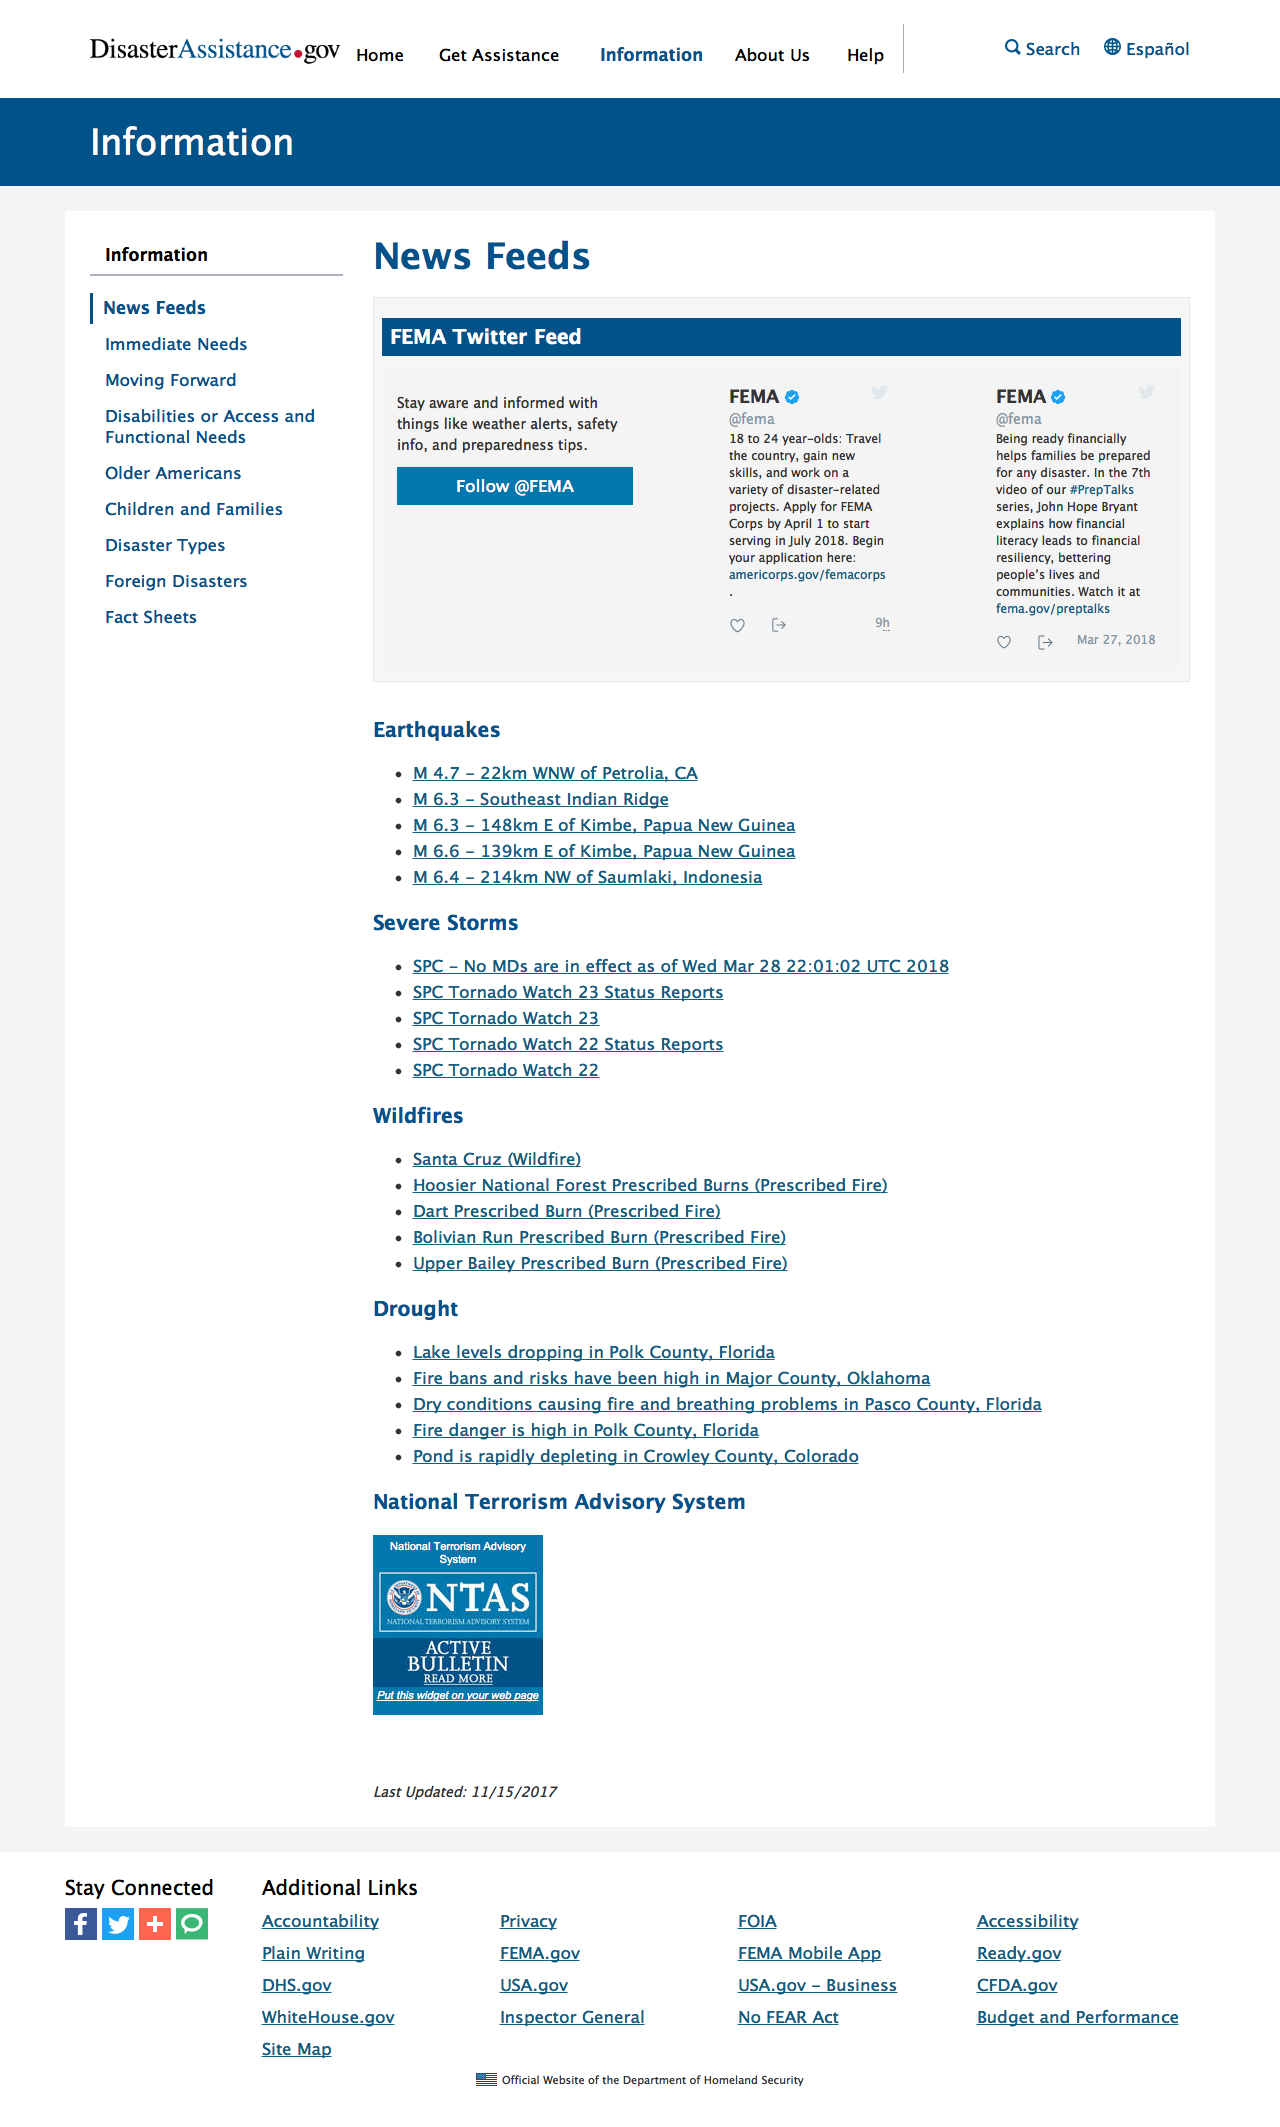 DisasterAssistance.gov
Home
Get Assistance
Information
About Us
Help
Search
Español
Information
Information
News Feeds
Immediate Needs
Moving Forward
Disabilities or Access and
Functional Needs
Older Americans
Children and Families
Disaster Types
Foreign Disasters
Fact Sheets
News Feeds
FEMA Twitter Feed
Stay aware and informed with
things like weather alerts, safety
info, and preparedness tips.
Follow @FEMA
FEMA
@fema
18 to 24 year-olds: Travel
the country, gain new
skills, and work on a
variety of disaster-related
projects. Apply for FEMA
Corps by April 1 to start
serving in July 2018. Begin
your application here:
americorps.gov/femacorps
.
9h
FEMA
@fema
Being ready financially
helps families be prepared
for any disaster. In the 7th
video of our #PrepTalks
series, John Hope Bryant
explains how financial
literacy leads to financial
resiliency, bettering
people's lives and
communities. Watch it at
fema.gov/preptalks
Mar 27, 2018
Earthquakes
M 4.7 - 22km WNW of Petrolia, CA
M 6.3 - Southeast Indian Ridge
M 6.3 - 148km E of Kimbe, Papua New Guinea
M 6.6 - 139km E of Kimbe, Papua New Guinea
M 6.4 - 214km NW of Saumlaki, Indonesia
Severe Storms
SPC - No MDs are in effect as of Wed Mar 28 22:01:02 UTC 2018
SPC Tornado Watch 23 Status Reports
SPC Tornado Watch 23
SPC Tornado Watch 22 Status Reports
SPC Tornado Watch 22
Wildfires
Santa Cruz (Wildfire)
Hoosier National Forest Prescribed Burns (Prescribed Fire)
Dart Prescribed Burn (Prescribed Fire)
Bolivian Run Prescribed Burn (Prescribed Fire)
Upper Bailey Prescribed Burn (Prescribed Fire)
Drought
Lake levels dropping in Polk County, Florida
Fire bans and risks have been high in Major County, Oklahoma
Dry conditions causing fire and breathing problems in Pasco County, Florida
Fire danger is high in Polk County, Florida
Pond is rapidly depleting in Crowley County, Colorado
National Terrorism Advisory System
National Terrorism Advisory
System
NTAS
NATIONAL TERRORISM ADVISORY SYSTEM
ACTIVE
BULLETIN
READ MORE
Put this widget on your web page
Last Updated: 11/15/2017
Stay Connected
Additional Links
Accountability
Privacy
FOIA
Accessibility
Plain Writing
FEMA.gov
FEMA Mobile App
Ready.gov
DHS.gov
USA.gov
USA.gov - Business
CFDA.gov
WhiteHouse.gov
Inspector General
No FEAR Act
Budget and Performance
Site Map
Official Website of the Department of Homeland Security